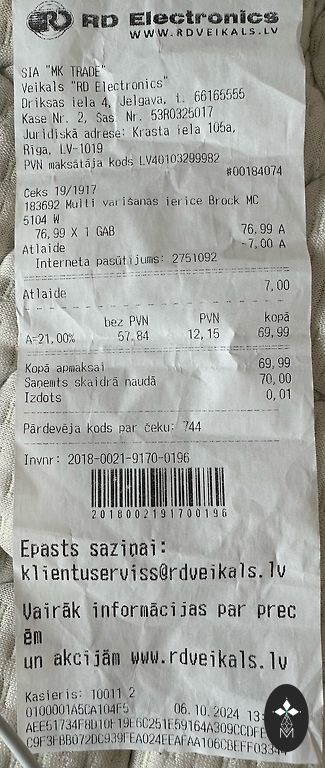 RD Electronics
WWW.RDVEIKALS.LV
SIA "MK TRADE"
Veikals "RD Electronics"
Driksas iela 4, Jelgava, t. 66165555
Kase Nr. 2, Sas. Nr. 53R0325017
Juridiskā adrese: Krasta iela 105a,
Rīga, LV-1019
PVN maksātāja kods LV40103299982
#00184074
Čeks 19/1917
183692 Multi vārīšanas ierīce Brock MC
5104 W
76,99 X 1 GAB 76,99 A
Atlaide -7,00 A
Interneta pasūtījums: 2751092
Atlaide 7,00
bez PVN PVN kopā
A=21,00% 57,84 12,15 69,99
Kopā apmaksai 69,99
Saņemts skaidrā naudā 70,00
Izdots 0,01
Pārdevēja kods par čeku: 744
Invnr: 2018-0021-9170-0196
2018002191700196
Epasts saziņai:
klientuserviss@rdveikals.lv
Vairāk informācijas par prec
ēm
un akcijām www.rdveikals.lv
Kasieris: 10011 2
0100001A5CA104F5 06.10.2024
M